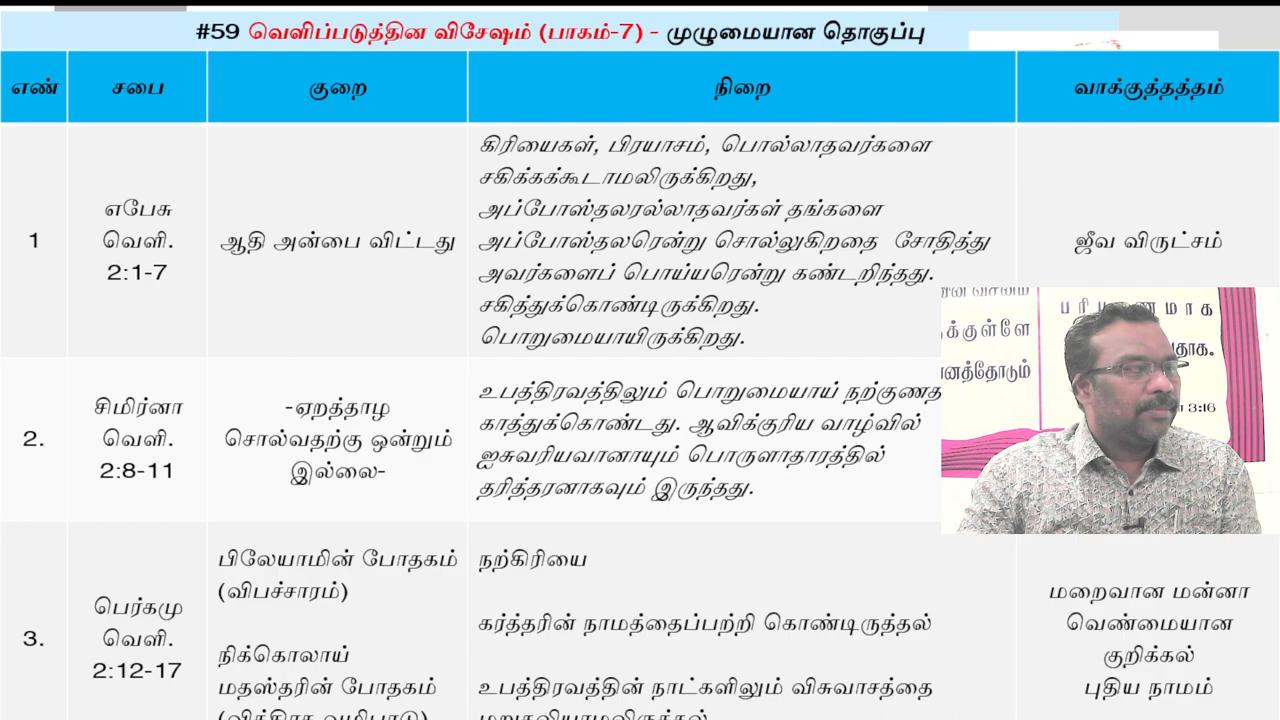 #59 வெளிப்படுத்தின விசேஷம் (பாகம்-7) - முழுமையான தொகுப்பு
எண் சபை குறை நிறை வாக்குத்தத்தம்
1
எபேசு
வெளி.
2:1-7
ஆதி அன்பை விட்டது
கிரியைகள், பிரயாசம், பொல்லாதவர்களை
சகிக்கக்கூடாமலிருக்கிறது,
அப்போஸ்தலரல்லாதவர்கள் தங்களை
அப்போஸ்தலரென்று சொல்லுகிறதை சோதித்து
அவர்களைப் பொய்யரென்று கண்டறிந்தது.
சகித்துக்கொண்டிருக்கிறது.
பொறுமையாயிருக்கிறது.
ஜீவ விருட்சம்
2.
சிமிர்னா
வெளி.
2:8-11
-ஏறத்தாழ
சொல்வதற்கு ஒன்றும்
இல்லை-
உபத்திரவத்திலும் பொறுமையாய்
காத்துக்கொண்டது. ஆவிக்குரிய வாழ்வில்
ஐசுவரியவானாயும் பொருளாதாரத்தில்
தரித்தரனாகவும் இருந்தது.
3.
பெர்கமு
வெளி.
2:12-17
பிலேயாமின் போதகம்
(விபச்சாரம்)
நிக்கொலாய்
மதஸ்தரின் போதகம்
நற்கிரியை
கர்த்தரின் நாமத்தைப்பற்றி கொண்டிருத்தல்
உபத்திரவத்தின் நாட்களிலும் விசுவாசத்தை
மறைவான மன்னா
வெண்மையான
குறிக்கல்
புதிய நாமம்
3:16